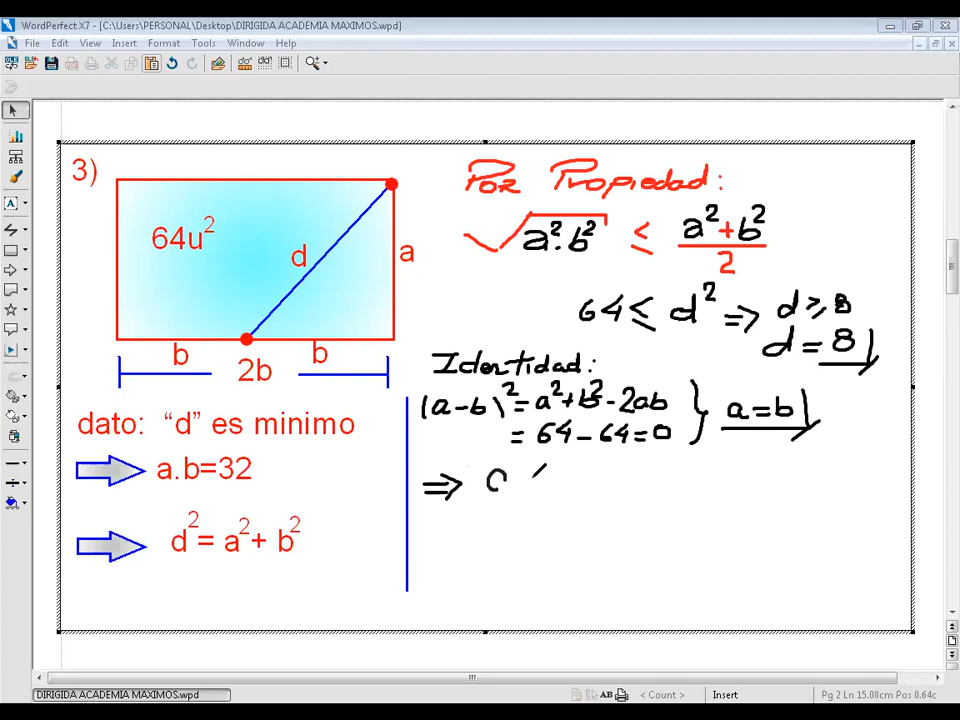 WordPerfect X7 - [C:\Users\PERSONAL\Desktop\DIRIGIDA ACADEMIA MAXIMOS.wpd]
File Edit View Insert Format Tools Window Help
3)
64u²
d
a
b
2b
b
dato: “d” es minimo
a.b=32
d²= a²+ b²
Por Propiedad:
√a².b² ≤ (a²+b²)/2
64 ≤ d² ⇒ d ≥ 8
d = 8
Identidad:
(a-b)² = a²+b²-2ab
= 64-64=0
a=b
⇒
DIRIGIDA ACADEMIA MAXIMOS.wpd
AB
< Count >
Insert
Pg 2 Ln 15.08cm Pos 0.64c